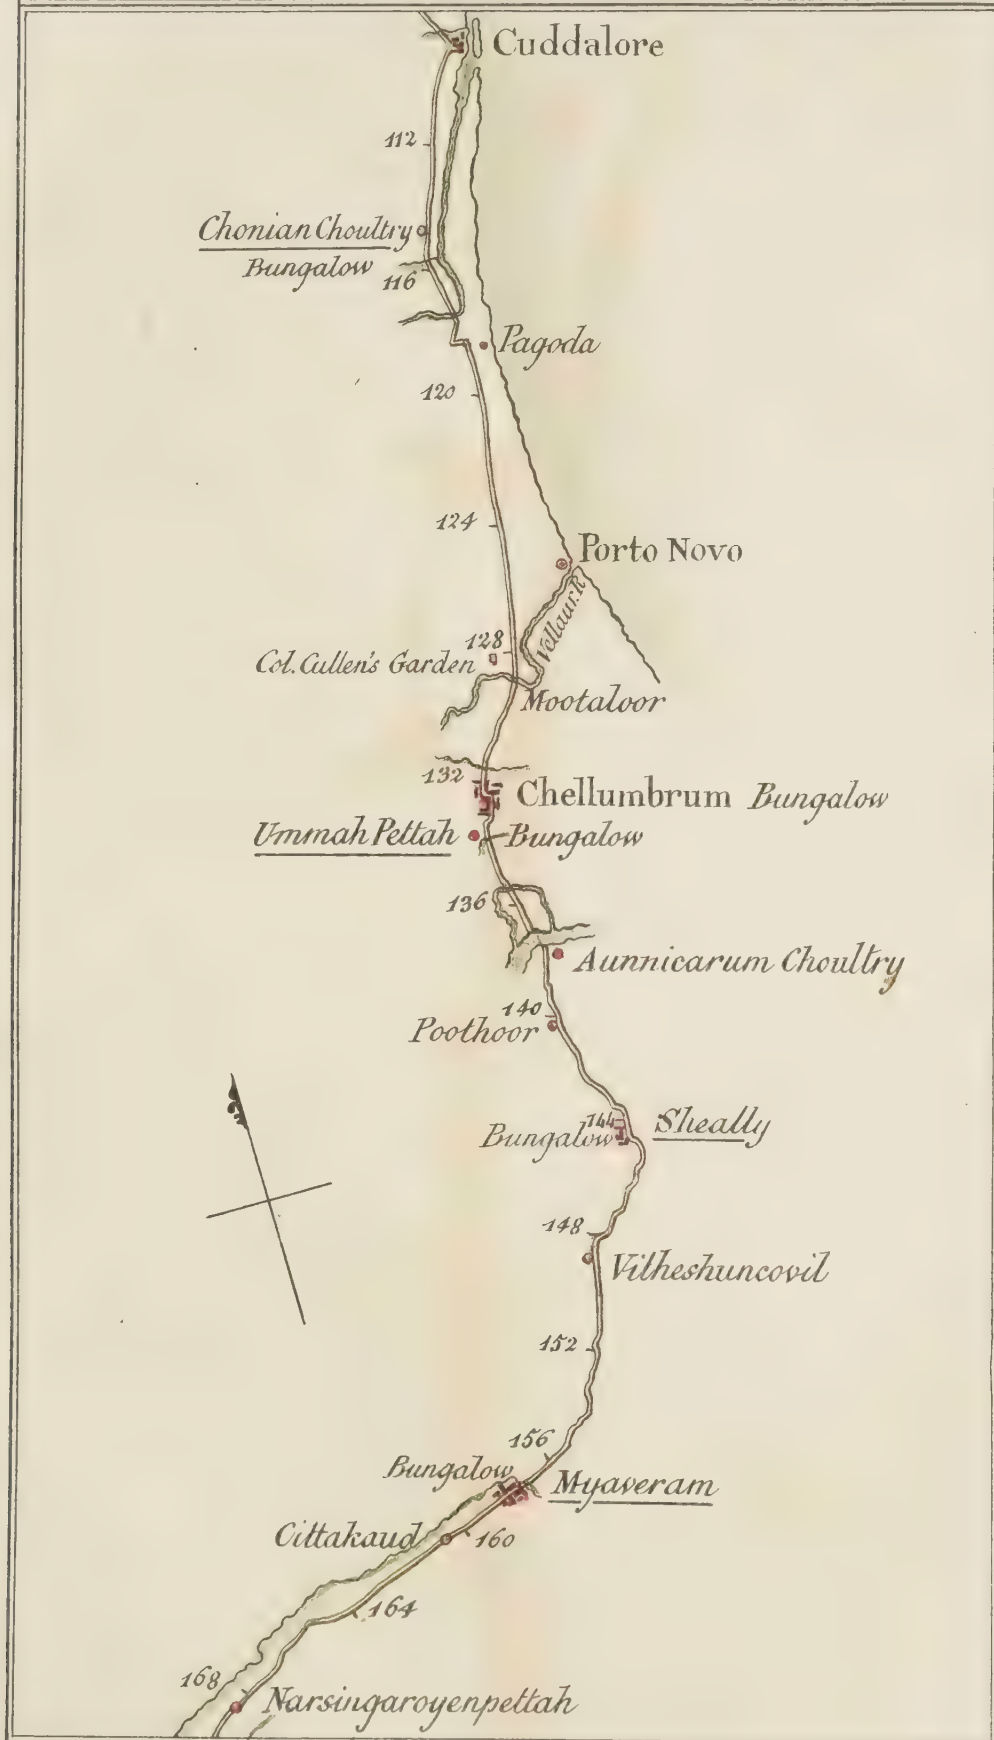 Cuddalore
112
Chonian Choultry
Bungalow
116
Pagoda
120
124
Porto Novo
Vellaur R
128
Col. Cullen's Garden
Mootaloor
132
Chellumbrum Bungalow
Ummah Pettah
Bungalow
136
Aunnicarum Choultry
140
Poothoor
144
Sheally
Bungalow
148
Vitheshuncovil
152
156
Bungalow
Myaveram
Cittakaud
160
164
168
Narsingaroyenpettah